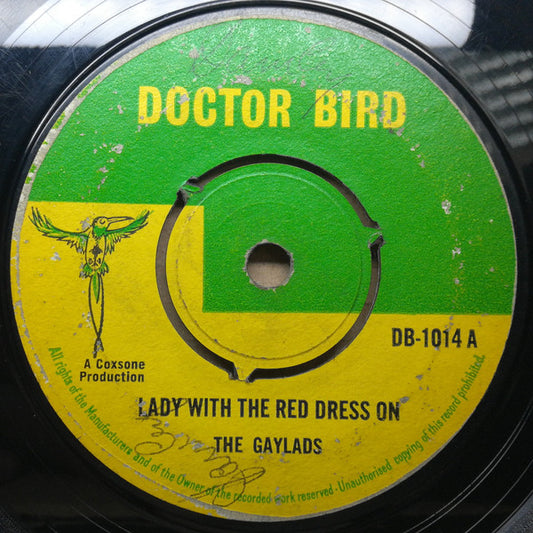 DOCTOR BIRD
DB-1014 A
A Coxsone
Production
LADY WITH THE RED DRESS ON
THE GAYLADS
All rights of the Manufacturers and of the Owner of the recorded work reserved - Unauthorised copying of this record prohibited.